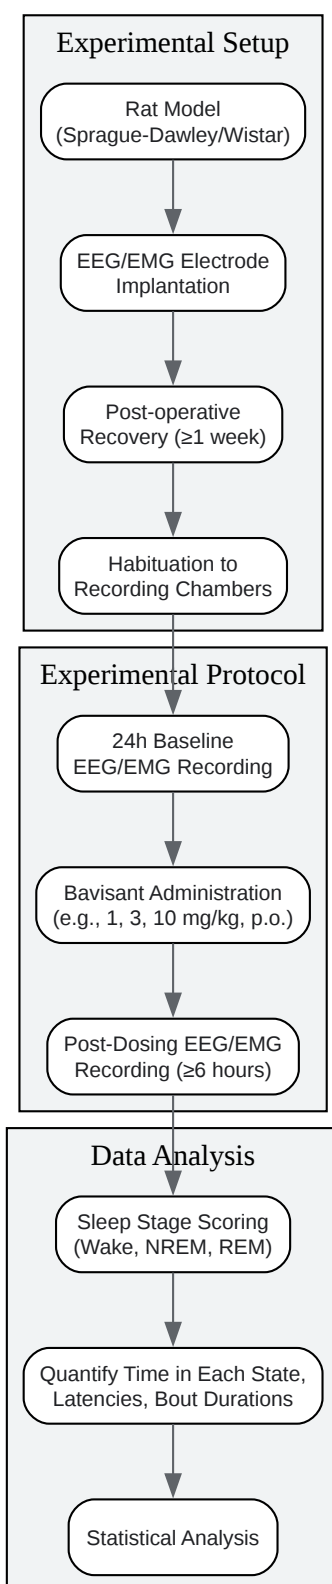 Experimental Setup
Rat Model
(Sprague-Dawley/Wistar)
EEG/EMG Electrode
Implantation
Post-operative
Recovery (≥1 week)
Habituation to
Recording Chambers
Experimental Protocol
24h Baseline
EEG/EMG Recording
Bavisant Administration
(e.g., 1, 3, 10 mg/kg, p.o.)
Post-Dosing EEG/EMG
Recording (≥6 hours)
Data Analysis
Sleep Stage Scoring
(Wake, NREM, REM)
Quantify Time in Each State,
Latencies, Bout Durations
Statistical Analysis